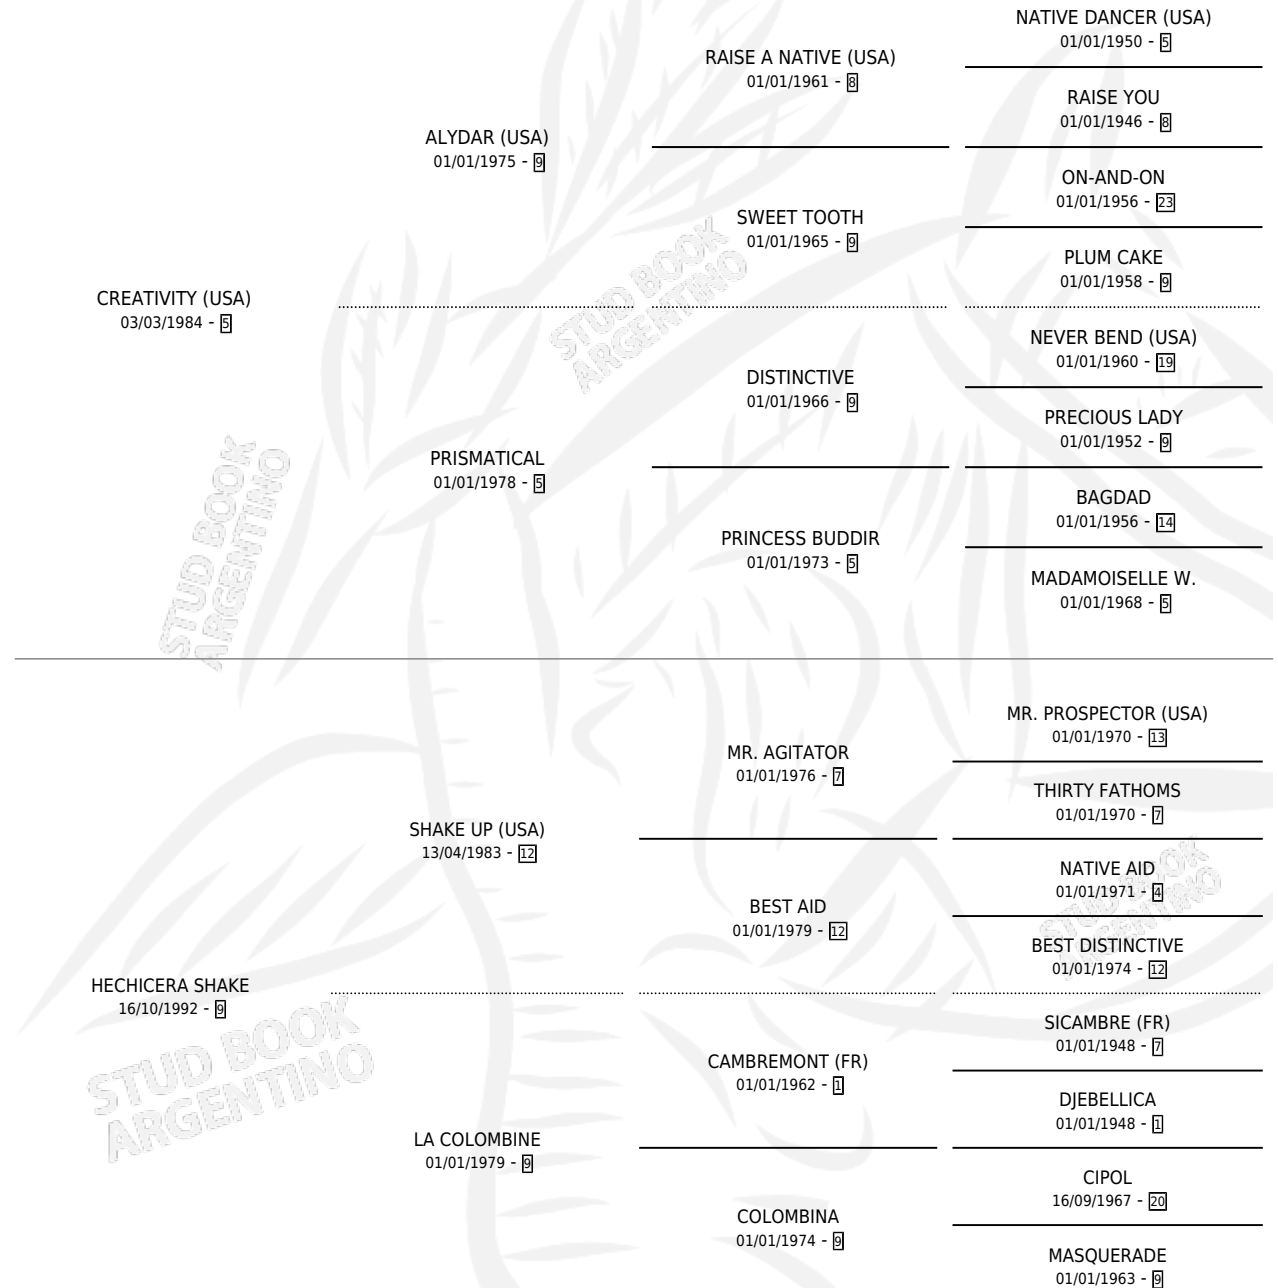 NATIVE DANCER (USA)
01/01/1950 - 5
RAISE A NATIVE (USA)
01/01/1961 - 8
RAISE YOU
01/01/1946 - 8
ALYDAR (USA)
01/01/1975 - 9
ON-AND-ON
01/01/1956 - 23
SWEET TOOTH
01/01/1965 - 9
PLUM CAKE
01/01/1958 - 9
CREATIVITY (USA)
03/03/1984 - 5
NEVER BEND (USA)
01/01/1960 - 19
DISTINCTIVE
01/01/1966 - 9
PRECIOUS LADY
01/01/1952 - 9
PRISMATICAL
01/01/1978 - 5
BAGDAD
01/01/1956 - 14
PRINCESS BUDDIR
01/01/1973 - 5
MADAMOISELLE W.
01/01/1968 - 5
STUD BOOK
ARGENTINO
STUD BOOK
ARGENTINO
MR. PROSPECTOR (USA)
01/01/1970 - 13
MR. AGITATOR
01/01/1976 - 7
THIRTY FATHOMS
01/01/1970 - 7
SHAKE UP (USA)
13/04/1983 - 12
NATIVE AID
01/01/1971 - 4
BEST AID
01/01/1979 - 12
BEST DISTINCTIVE
01/01/1974 - 12
STUD BOOK
ARGENTINO
HECHICERA SHAKE
16/10/1992 - 9
SICAMBRE (FR)
01/01/1948 - 7
CAMBREMONT (FR)
01/01/1962 - 1
DJEBELLICA
01/01/1948 - 1
STUD BOOK
ARGENTINO
LA COLOMBINE
01/01/1979 - 9
CIPOL
16/09/1967 - 20
COLOMBINA
01/01/1974 - 9
MASQUERADE
01/01/1963 - 9